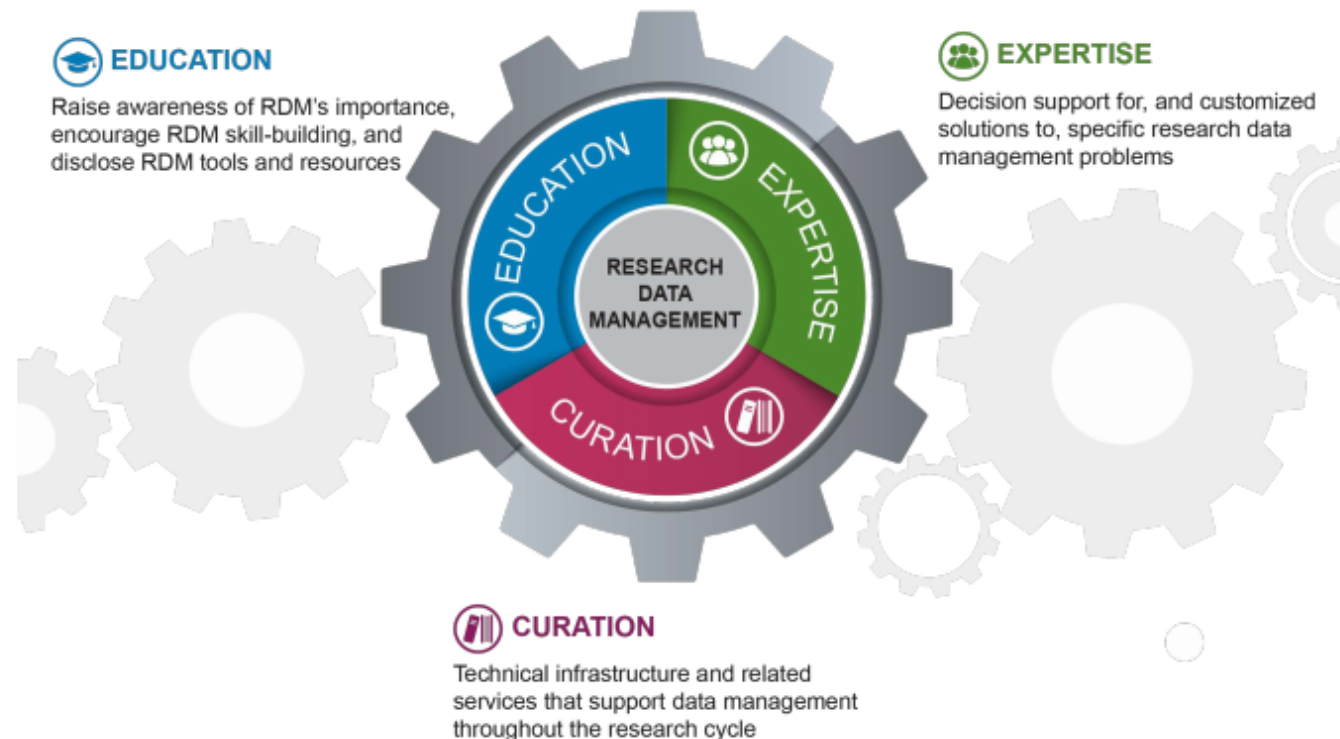 EDUCATION
Raise awareness of RDM's importance,
encourage RDM skill-building, and
disclose RDM tools and resources
EXPERTISE
Decision support for, and customized
solutions to, specific research data
management problems
EDUCATION
EXPERTISE
RESEARCH
DATA
MANAGEMENT
CURATION
CURATION
Technical infrastructure and related
services that support data management
throughout the research cycle